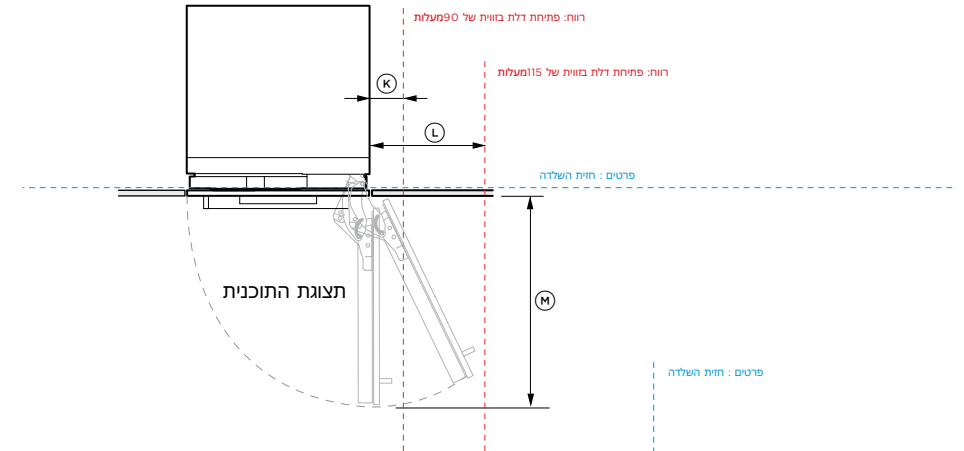 רווח: פתיחת דלת בזווית של 90מעלות
רווח: פתיחת דלת בזווית של 115מעלות
K
L
פרטים : חזית השלדה
תצוגת התוכנית
M
פרטים : חזית השלדה